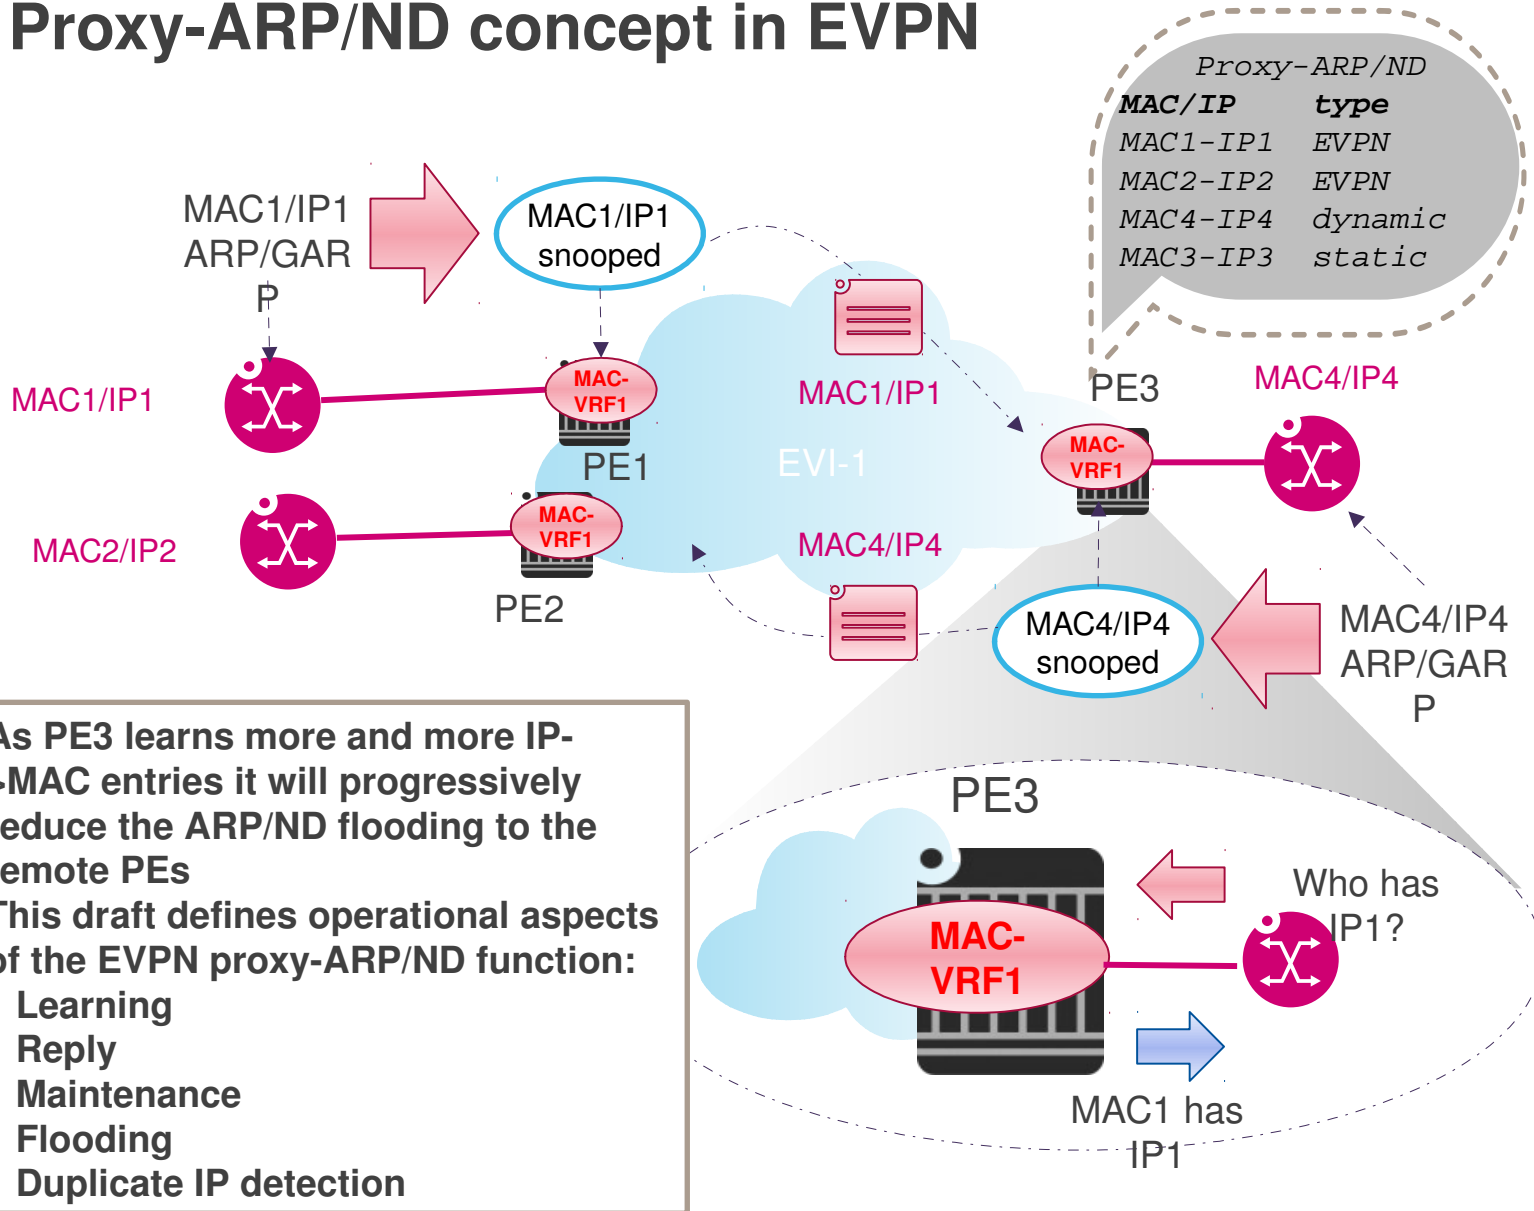 Proxy-ARP/ND concept in EVPN
Proxy-ARP/ND
MAC/IP type
MAC1-IP1 EVPN
MAC2-IP2 EVPN
MAC4-IP4 dynamic
MAC3-IP3 static
MAC1/IP1
ARP/GAR
P
MAC1/IP1
snooped
MAC1/IP1
MAC-
VRF1
PE1
MAC1/IP1
EVI-1
PE3
MAC-
VRF1
MAC4/IP4
MAC2/IP2
MAC-
VRF1
PE2
MAC4/IP4
MAC4/IP4
snooped
MAC4/IP4
ARP/GAR
P
As PE3 learns more and more IP-
>MAC entries it will progressively
reduce the ARP/ND flooding to the
remote PEs
This draft defines operational aspects
of the EVPN proxy-ARP/ND function:
Learning
Reply
Maintenance
Flooding
Duplicate IP detection
PE3
MAC-
VRF1
Who has
IP1?
MAC1 has
IP1